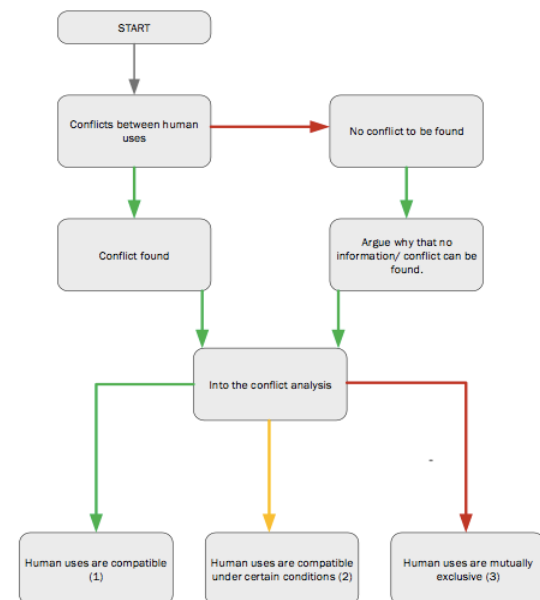 START
Conflicts between human
uses
No conflict to be found
Conflict found
Argue why that no
information/ conflict can be
found.
Into the conflict analysis
Human uses are compatible
(1)
Human uses are compatible
under certain conditions (2)
Human uses are mutually
exclusive (3)